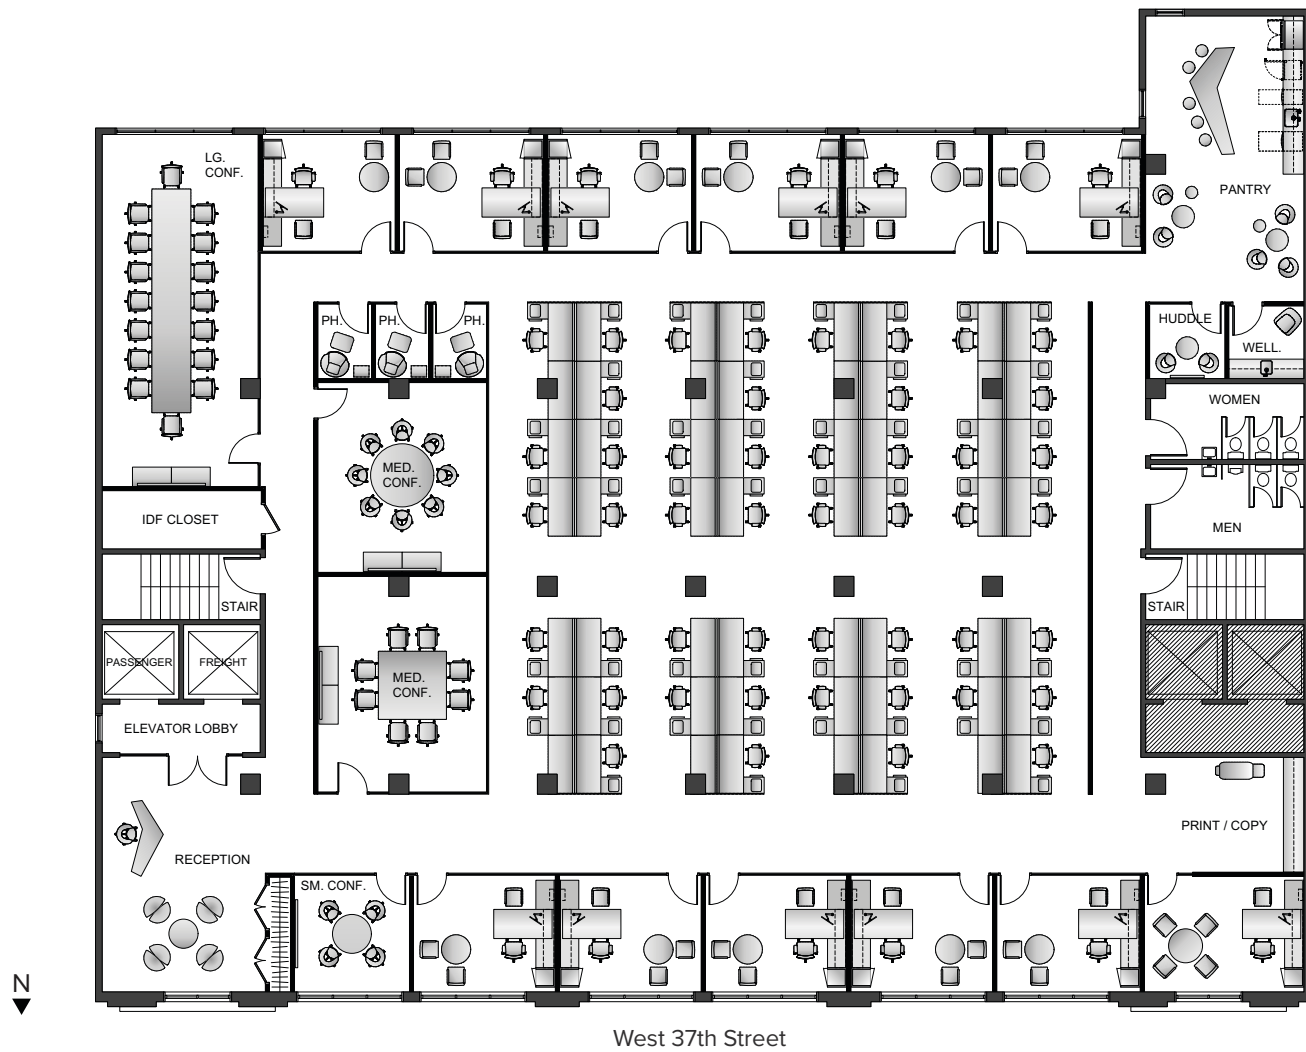 LG.
CONF.
PANTRY
PH.
PH.
PH.
HUDDLE
WELL.
WOMEN
MED.
CONF.
IDF CLOSET
MEN
STAIR
STAIR
PASSENGER
FREIGHT
MED.
CONF.
ELEVATOR LOBBY
PRINT / COPY
RECEPTION
SM. CONF.
N
West 37th Street